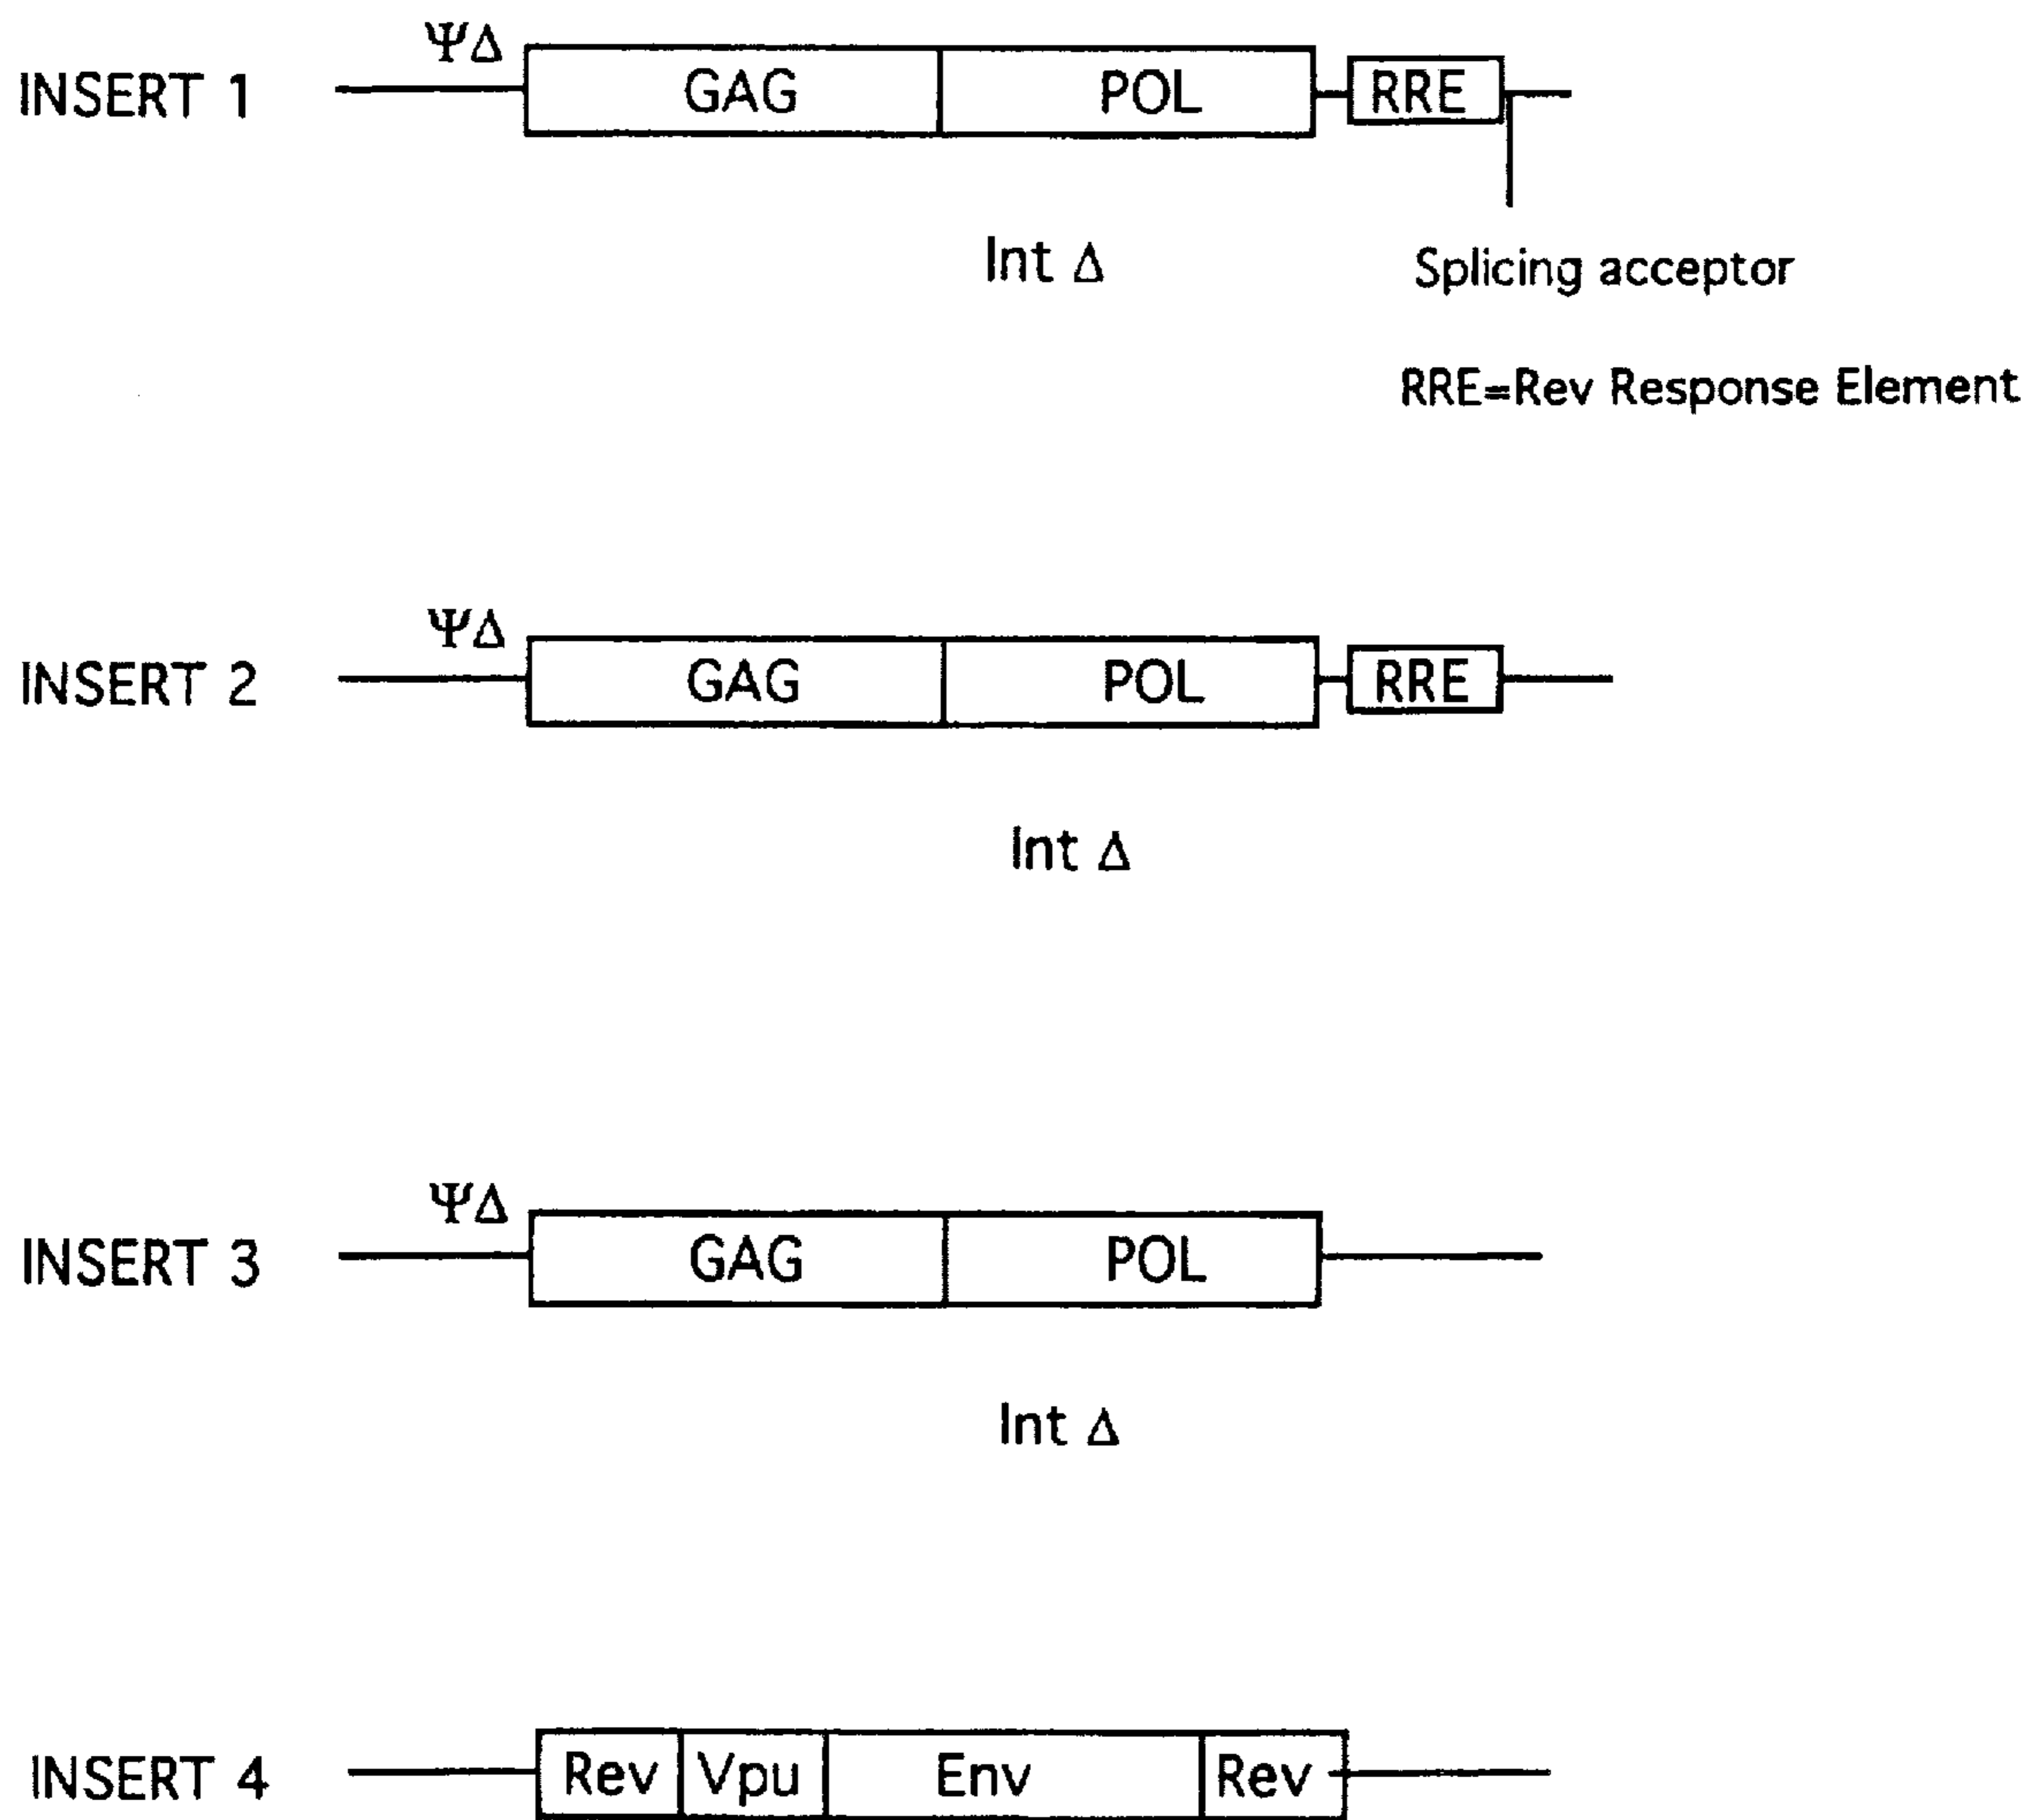 ΨΔ
INSERT 1 GAG POL RRE
Int Δ
Splicing acceptor
RRE=Rev Response Element
ΨΔ
INSERT 2 GAG POL RRE
Int Δ
ΨΔ
INSERT 3 GAG POL
Int Δ
INSERT 4 Rev Vpu Env Rev